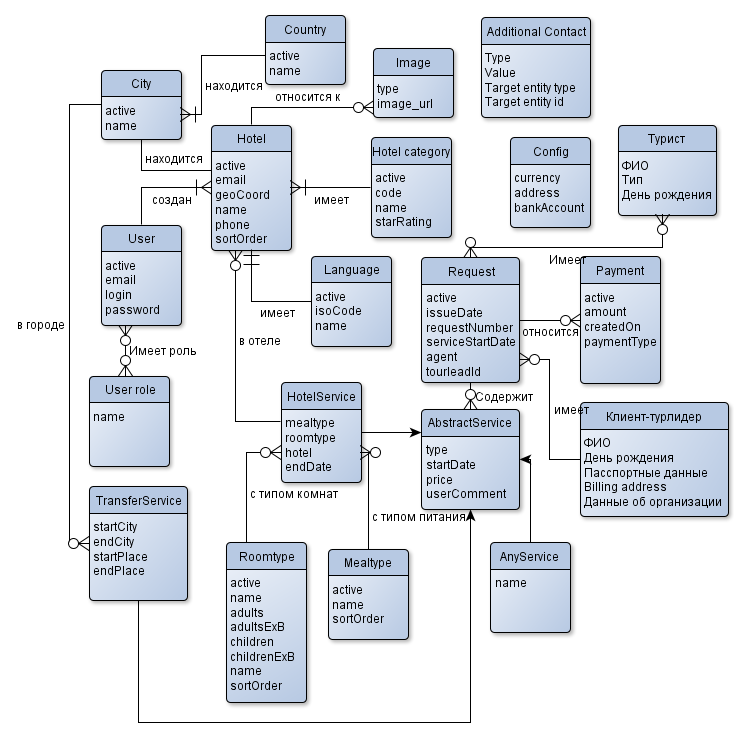 Country
active
name
City
active
name
находится
Image
type
image_url
относится к
Additional Contact
Type
Value
Target entity type
Target entity id
Hotel
active
email
geoCoord
name
phone
sortOrder
находится
создан
Hotel category
active
code
name
starRating
имеет
Config
currency
address
bankAccount
Турист
ФИО
Тип
День рождения
User
active
email
login
password
Language
active
isoCode
name
имеет
Request
active
issueDate
requestNumber
serviceStartDate
agent
tourleadId
Имеет
Payment
active
amount
createdOn
paymentType
относится
в городе
Имеет роль
в отеле
User role
name
HotelService
mealtype
roomtype
hotel
endDate
Содержит
AbstractService
type
startDate
price
userComment
имеет
Клиент-турлидер
ФИО
День рождения
Пасспортные данные
Billing address
Данные об организации
TransferService
startCity
endCity
startPlace
endPlace
с типом комнат
с типом питания
Roomtype
active
name
adults
adultsExB
children
childrenExB
name
sortOrder
Mealtype
active
name
sortOrder
AnyService
name